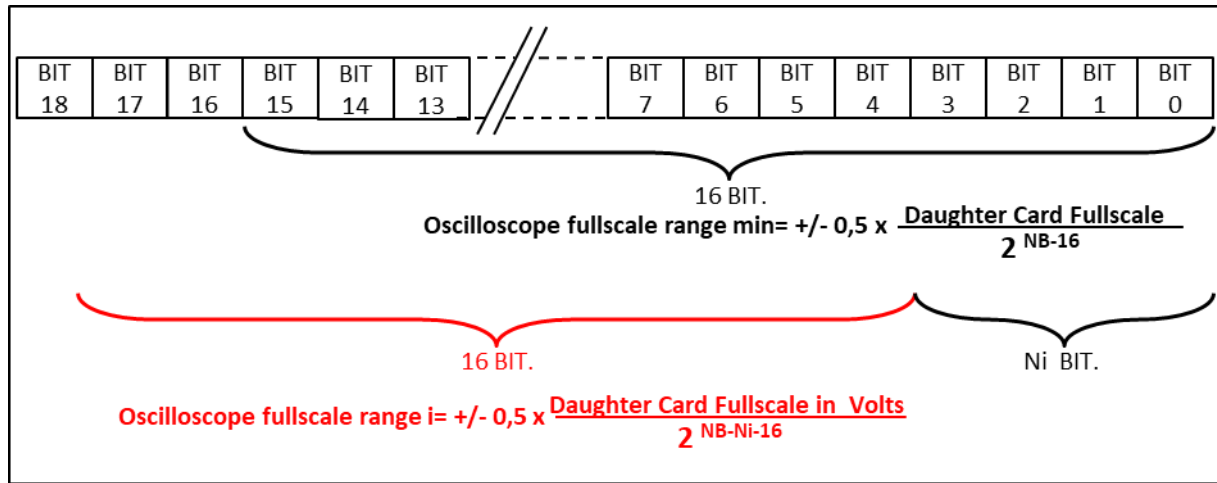 BIT BIT BIT BIT BIT BIT BIT BIT BIT BIT BIT BIT BIT BIT
18 17 16 15 14 13 7 6 5 4 3 2 1 0
16 BIT.
Oscilloscope fullscale range min= +/- 0,5 x Daughter Card Fullscale
2 NB-16
16 BIT. Ni BIT.
Oscilloscope fullscale range i= +/- 0,5 x Daughter Card Fullscale in Volts
2 NB-Ni-16